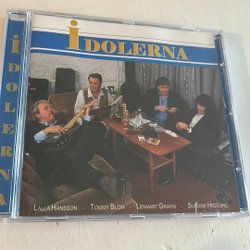 IDOLERNA
IDOLERNA
LALLA HANSSON · TOMMY BLOM · LENNART GRAHN · SVENNE HEDLUND